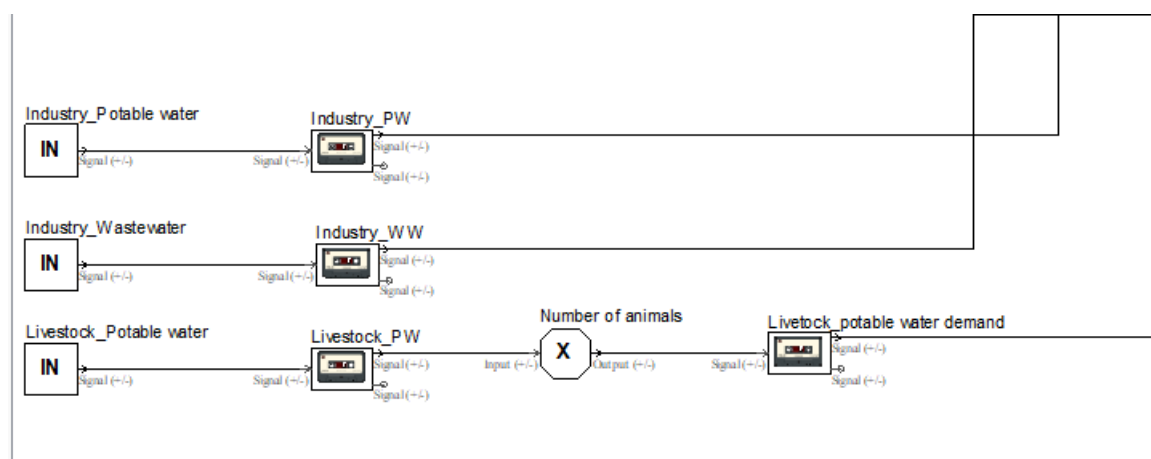 Industry_Potable water
IN
Signal (+/-)
Signal (+/-)
Industry_PW
Signal (+/-)
Signal (+/-)
Industry_Wastewater
IN
Signal (+/-)
Signal (+/-)
Industry_WW
Signal (+/-)
Signal (+/-)
Livestock_Potable water
IN
Signal (+/-)
Signal (+/-)
Livestock_PW
Signal (+/-)
Signal (+/-)
Number of animals
Input (+/-)
X
Output (+/-)
Signal (+/-)
Livetock_potable water demand
Signal (+/-)
Signal (+/-)